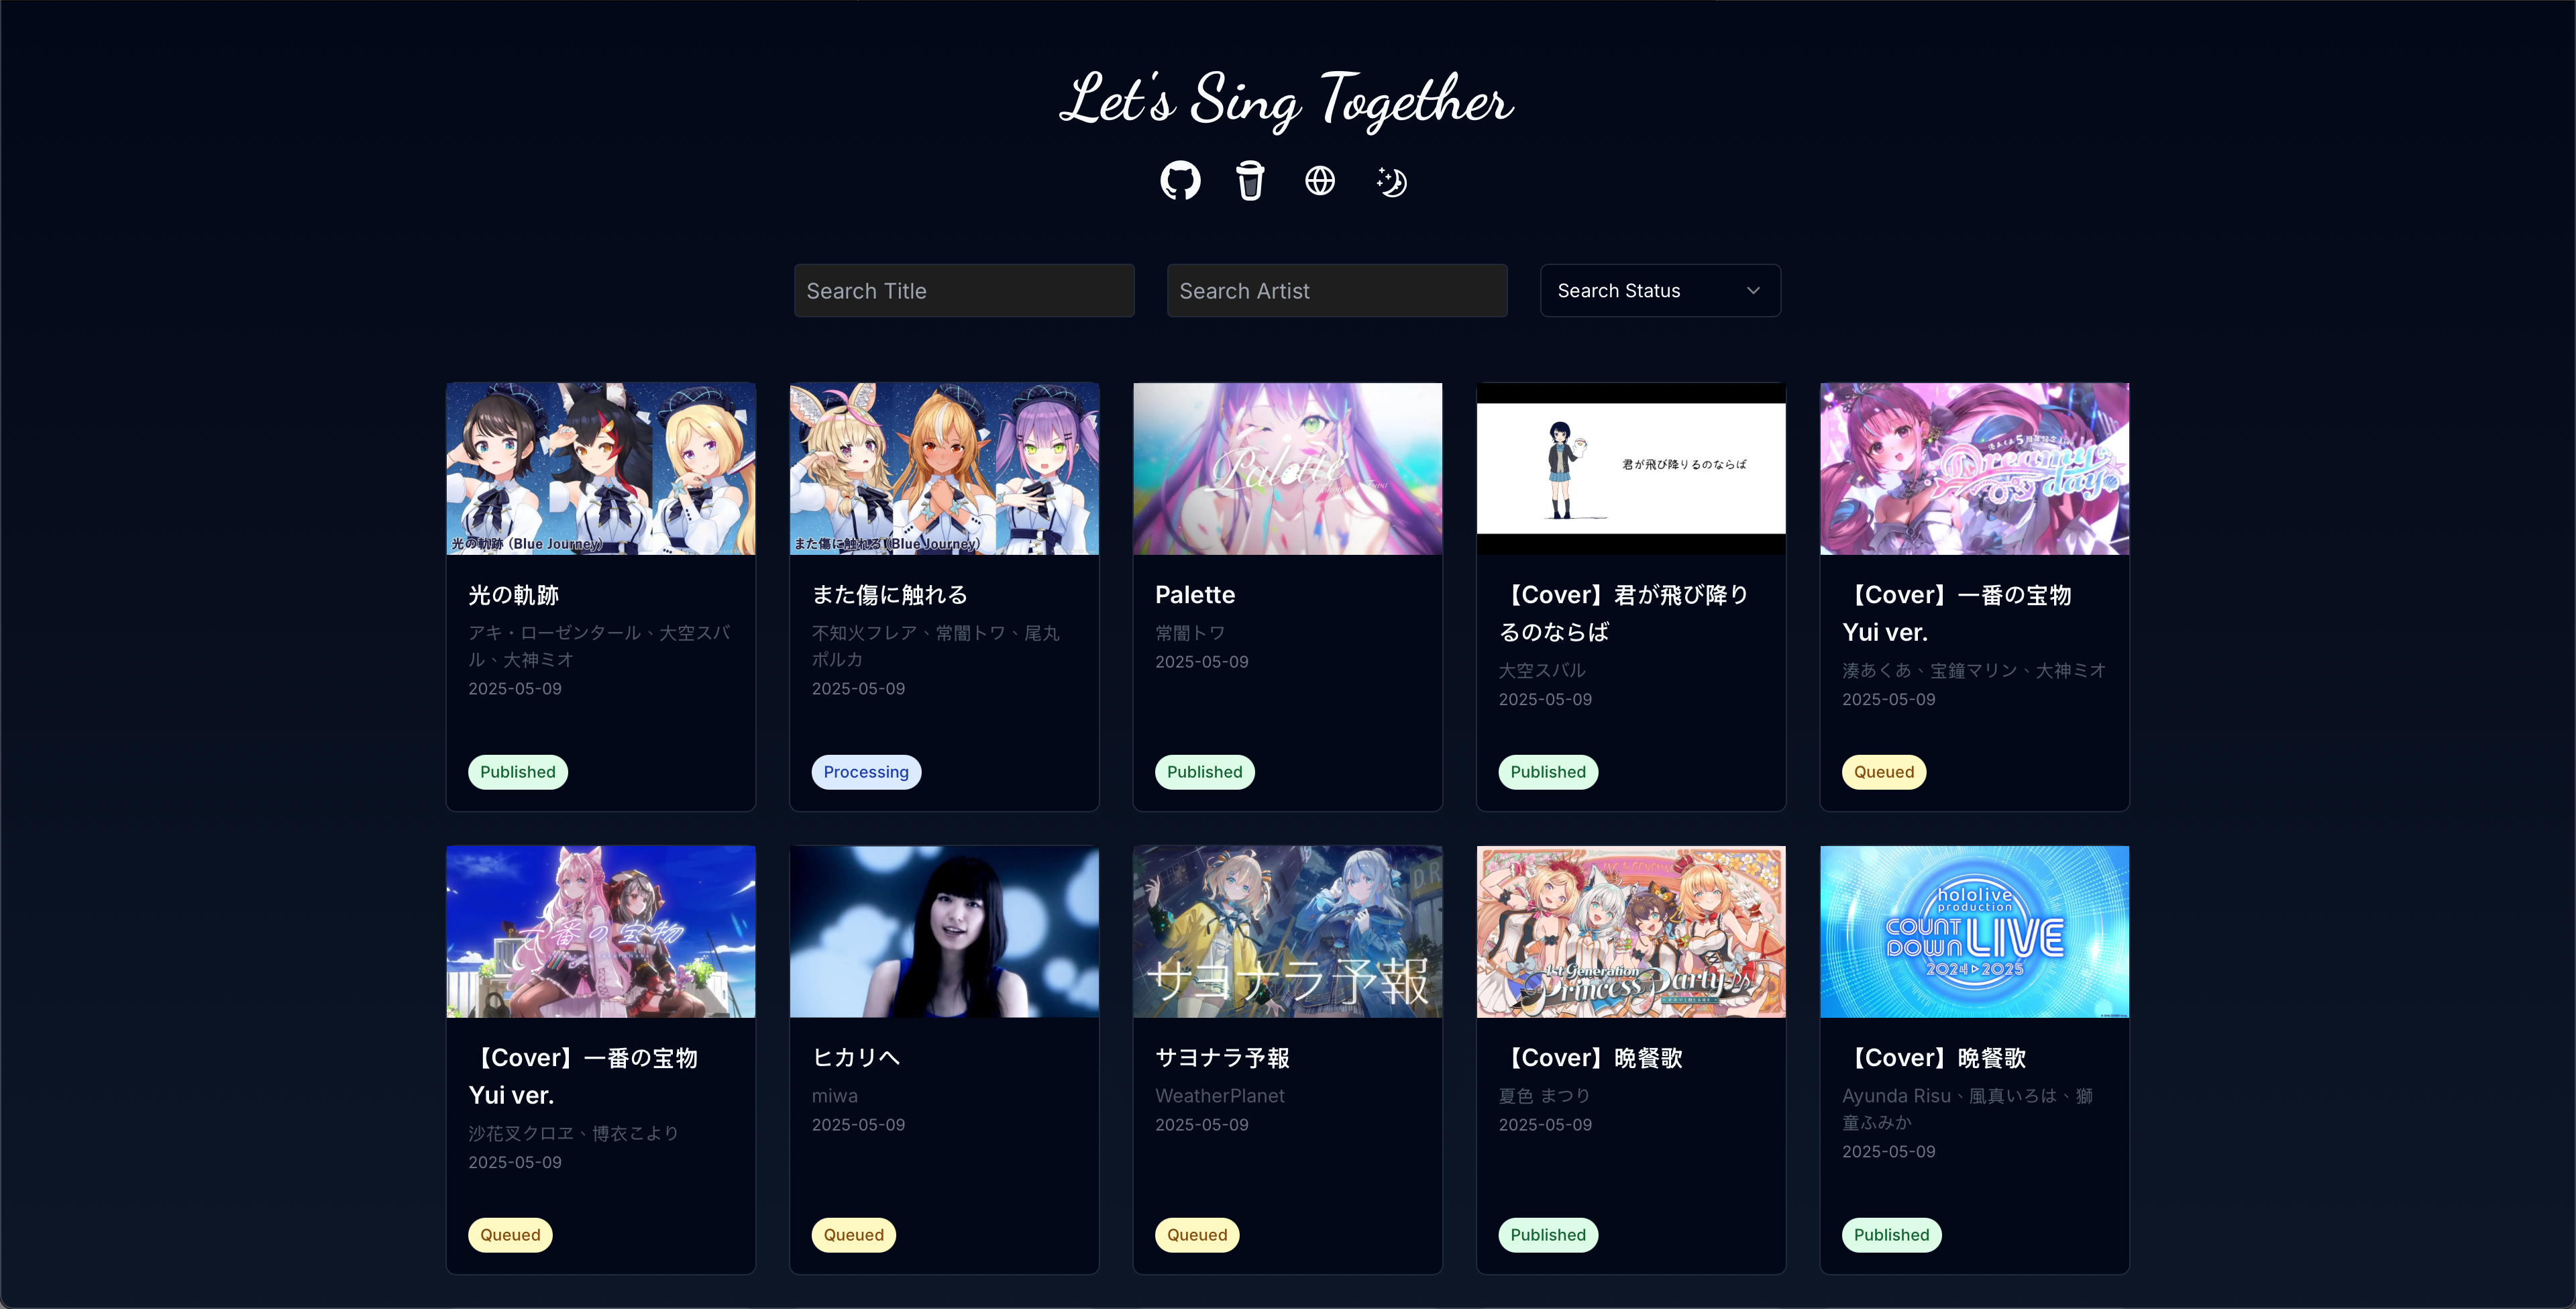 Let's Sing Together
Search Title
Search Artist
Search Status
光の軌跡 (Blue Journey)
また傷に触れる (Blue Journey)
Palette
君が飛び降りるのならば
湊あくあ 5周年記念 Live
Dreamy day
光の軌跡
アキ・ローゼンタール、大空スバ
ル、大神ミオ
2025-05-09
Published
また傷に触れる
不知火フレア、常闇トワ、尾丸
ポルカ
2025-05-09
Processing
Palette
常闇トワ
2025-05-09
Published
【Cover】君が飛び降り
るのならば
大空スバル
2025-05-09
Published
【Cover】一番の宝物
Yui ver.
湊あくあ、宝鐘マリン、大神ミオ
2025-05-09
Queued
一番の宝物
サヨナラ予報
1st Generation
Princess Party
hololive
production
COUNT
DOWN LIVE
2024▷2025
【Cover】一番の宝物
Yui ver.
沙花叉クロヱ、博衣こより
2025-05-09
Queued
ヒカリへ
miwa
2025-05-09
Queued
サヨナラ予報
WeatherPlanet
2025-05-09
Queued
【Cover】晩餐歌
夏色 まつり
2025-05-09
Published
【Cover】晩餐歌
Ayunda Risu、風真いろは、獅
童ふみか
2025-05-09
Published